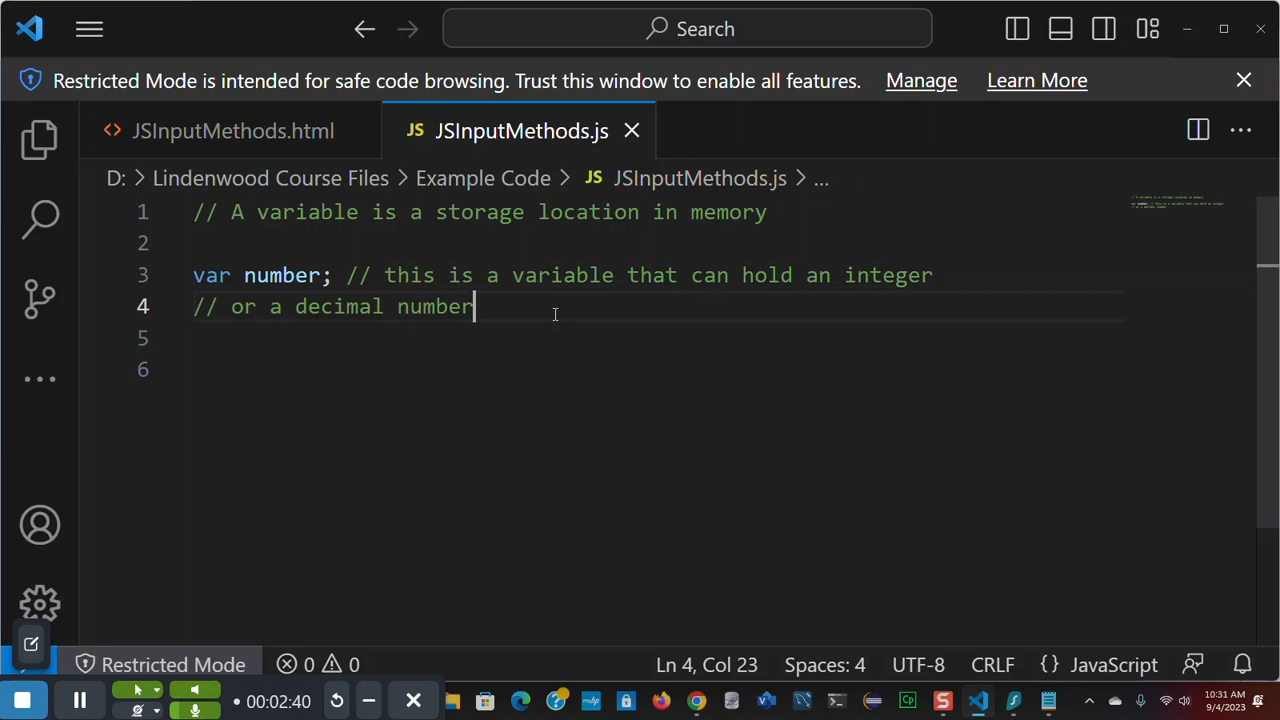 Search
Restricted Mode is intended for safe code browsing. Trust this window to enable all features. Manage Learn More
JSInputMethods.html JS JSInputMethods.js
D: > Lindenwood Course Files > Example Code > JS JSInputMethods.js > ...
1 // A variable is a storage location in memory
2
3 var number; // this is a variable that can hold an integer
4 // or a decimal number
5
6
Restricted Mode 0 0 Ln 4, Col 23 Spaces: 4 UTF-8 CRLF {} JavaScript
00:02:40
10:31 AM
9/4/2023